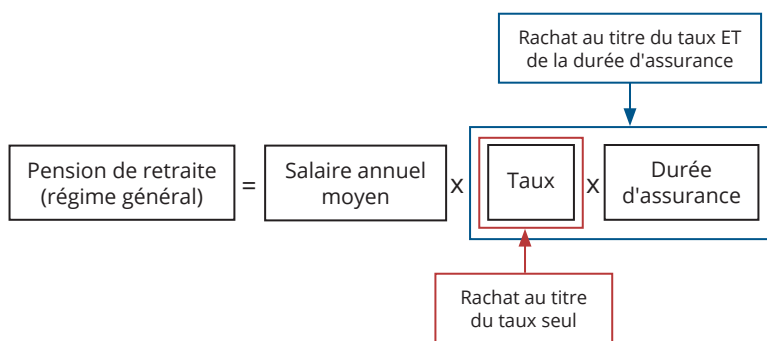 Rachat au titre du taux ET
de la durée d'assurance
Pension de retraite
(régime général)
=
Salaire annuel
moyen
x
Taux
x
Durée
d'assurance
Rachat au titre
du taux seul